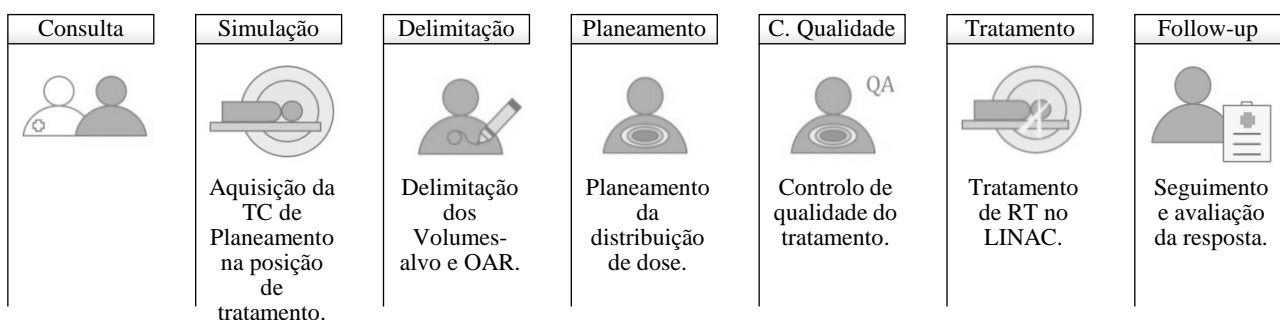 Consulta
Simulação
Aquisição da
TC de
Planeamento
na posição
de
tratamento.
Delimitação
Delimitação
dos
Volumes-
alvo e OAR.
Planeamento
Planeamento
da
distribuição
de dose.
C. Qualidade
QA
Controlo de
qualidade do
tratamento.
Tratamento
Tratamento
de RT no
LINAC.
Follow-up
Seguimento
e avaliação
da resposta.